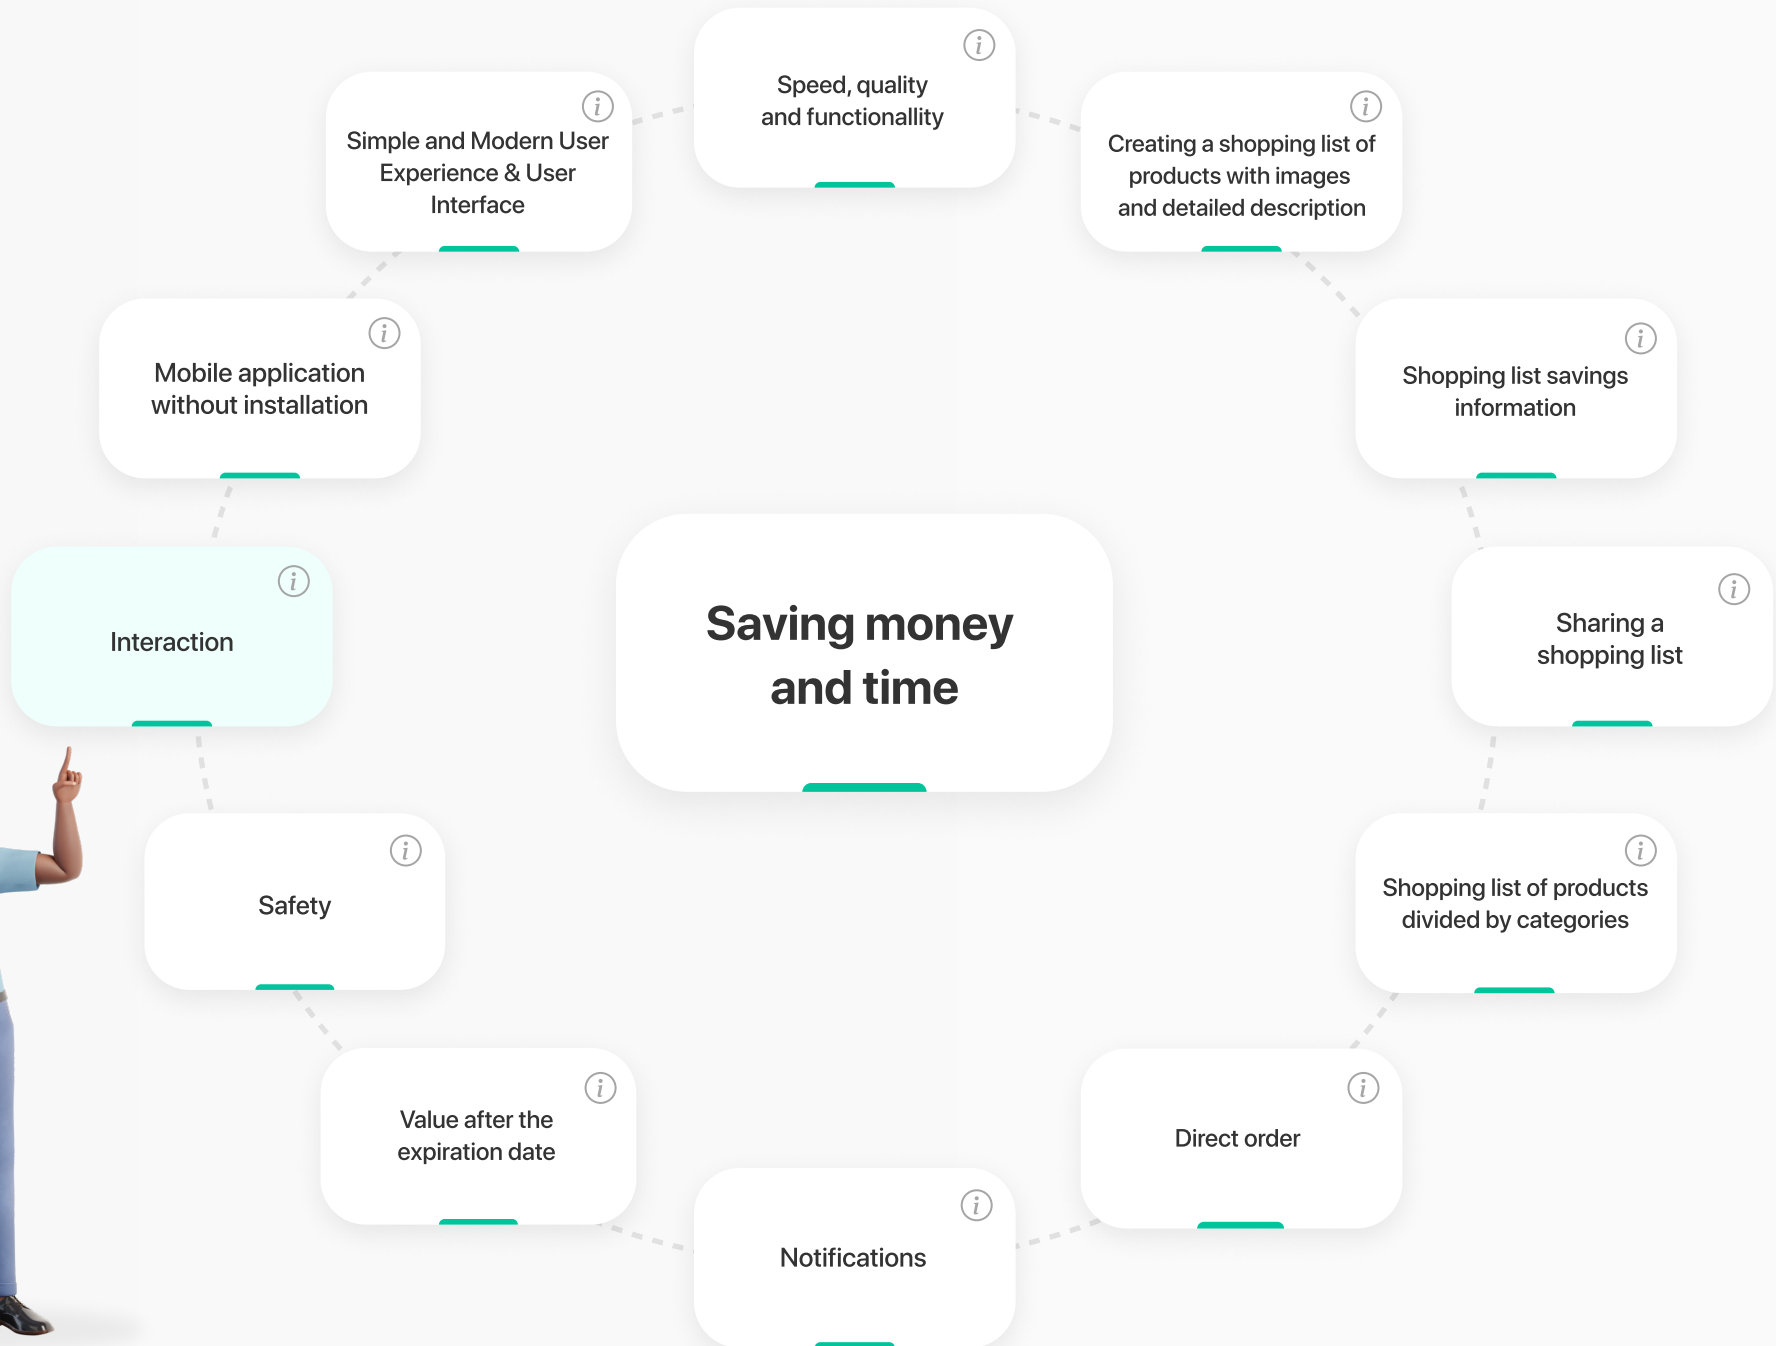 Speed, quality
and functionallity
Simple and Modern User
Experience & User
Interface
Creating a shopping list of
products with images
and detailed description
Mobile application
without installation
Shopping list savings
information
Interaction
Saving money
and time
Sharing a
shopping list
Safety
Shopping list of products
divided by categories
Value after the
expiration date
Direct order
Notifications